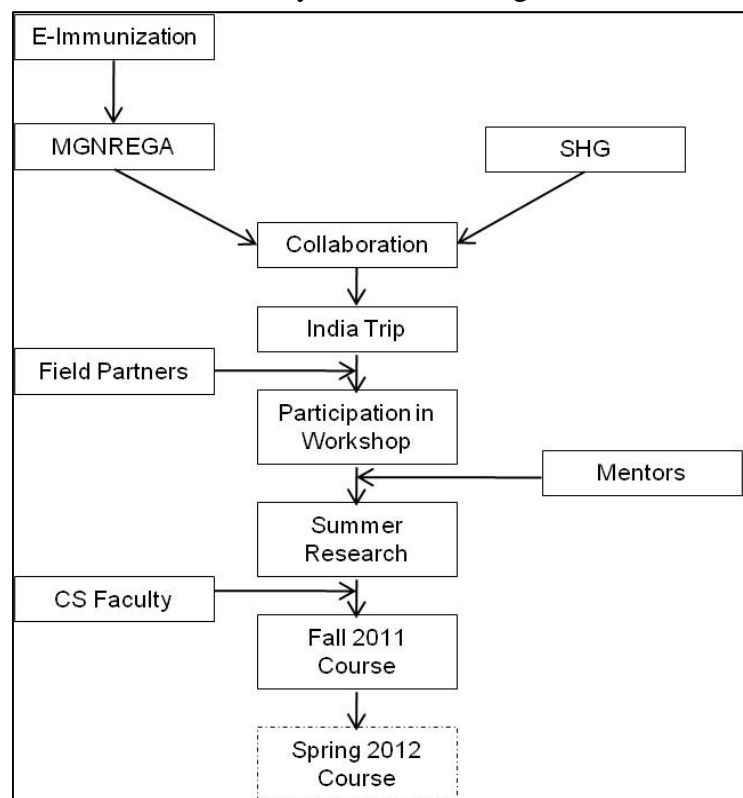 E-Immunization
MGNREGA
SHG
Collaboration
India Trip
Field Partners
Participation in
Workshop
Mentors
Summer
Research
CS Faculty
Fall 2011
Course
Spring 2012
Course